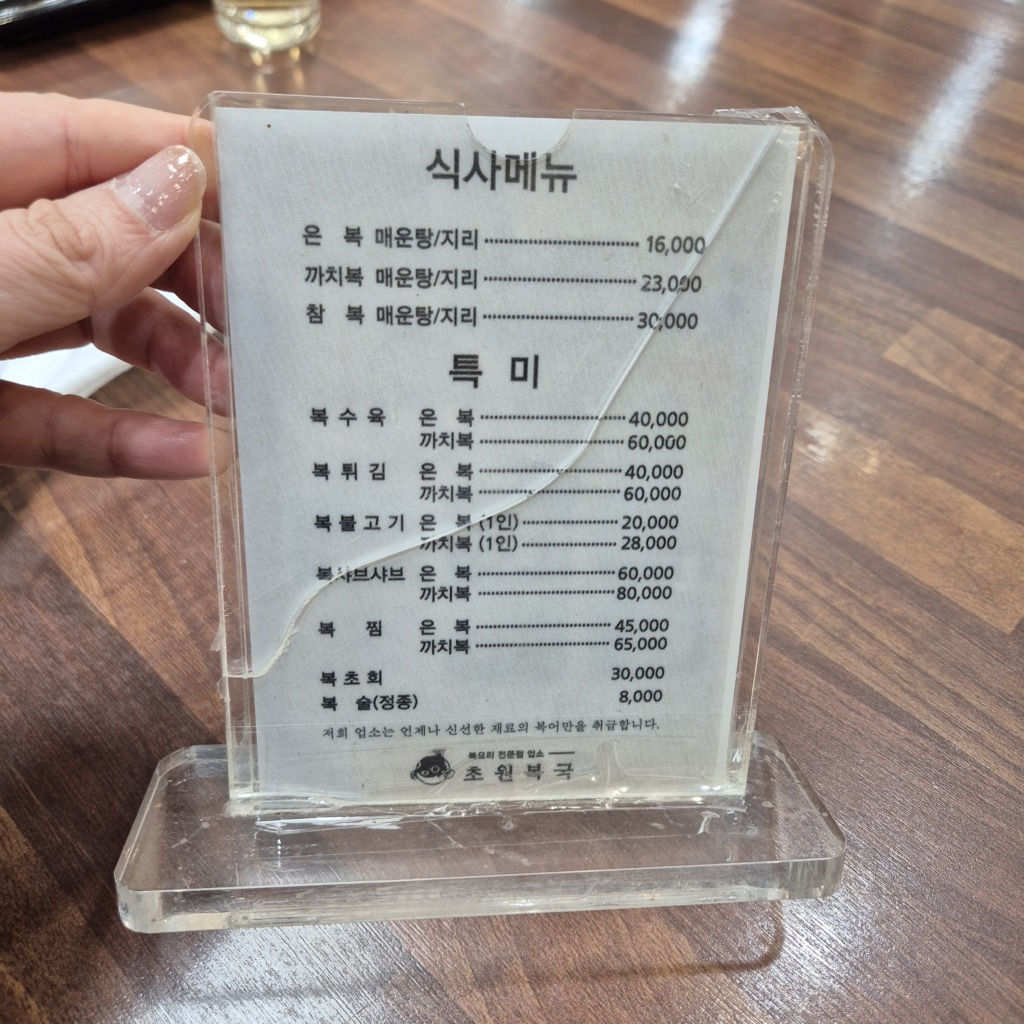 식사메뉴
은 복 매운탕/지리 16,000
까치복 매운탕/지리 23,000
참 복 매운탕/지리 30,000
특 미
복 수 육 은 복 40,000
까치복 60,000
복 튀 김 은 복 40,000
까치복 60,000
복 불 고 기 은 복 (1인) 20,000
까치복 (1인) 28,000
복샤브샤브 은 복 60,000
까치복 80,000
복 찜 은 복 45,000
까치복 65,000
복 초 회 30,000
복 술(정종) 8,000
저희 업소는 언제나 신선한 재료의 복어만을 취급합니다.
복요리 전문점 업소
초 원 복 국